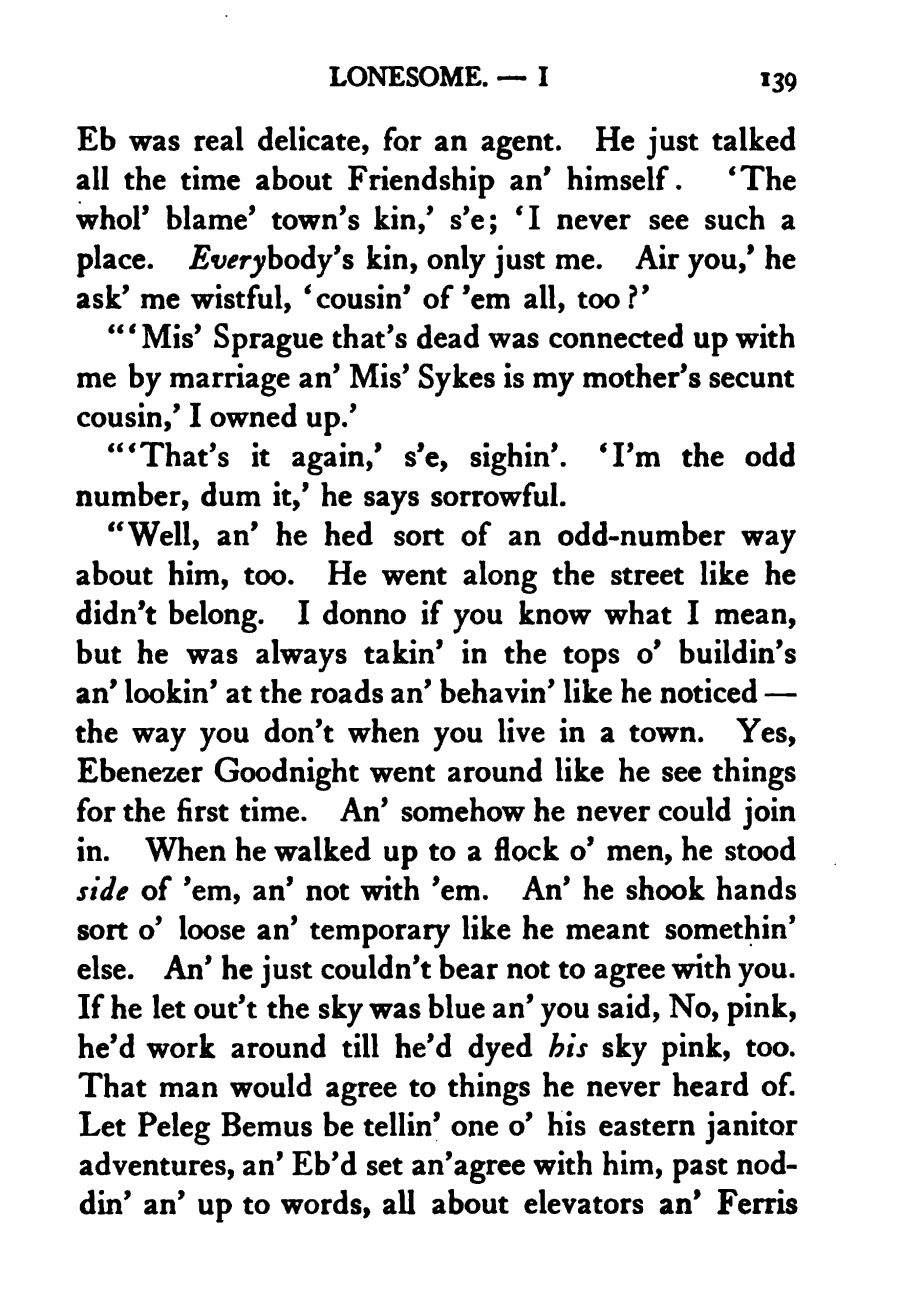 LONESOME. — I 139
Eb was real delicate, for an agent. He just talked
all the time about Friendship an’ himself. ‘The
whol’ blame’ town’s kin,’ s’e; ‘I never see such a
place. Everybody’s kin, only just me. Air you,’ he
ask’ me wistful, ‘cousin’ of ’em all, too?’
“‘Mis’ Sprague that’s dead was connected up with
me by marriage an’ Mis’ Sykes is my mother’s secunt
cousin,’ I owned up.’
“‘That’s it again,’ s’e, sighin’. ‘I’m the odd
number, dum it,’ he says sorrowful.
“Well, an’ he hed sort of an odd-number way
about him, too. He went along the street like he
didn’t belong. I donno if you know what I mean,
but he was always takin’ in the tops o’ buildin’s
an’ lookin’ at the roads an’ behavin’ like he noticed —
the way you don’t when you live in a town. Yes,
Ebenezer Goodnight went around like he see things
for the first time. An’ somehow he never could join
in. When he walked up to a flock o’ men, he stood
side of ’em, an’ not with ’em. An’ he shook hands
sort o’ loose an’ temporary like he meant somethin’
else. An’ he just couldn’t bear not to agree with you.
If he let out’t the sky was blue an’ you said, No, pink,
he’d work around till he’d dyed his sky pink, too.
That man would agree to things he never heard of.
Let Peleg Bemus be tellin’ one o’ his eastern janitor
adventures, an’ Eb’d set an’agree with him, past nod-
din’ an’ up to words, all about elevators an’ Ferris